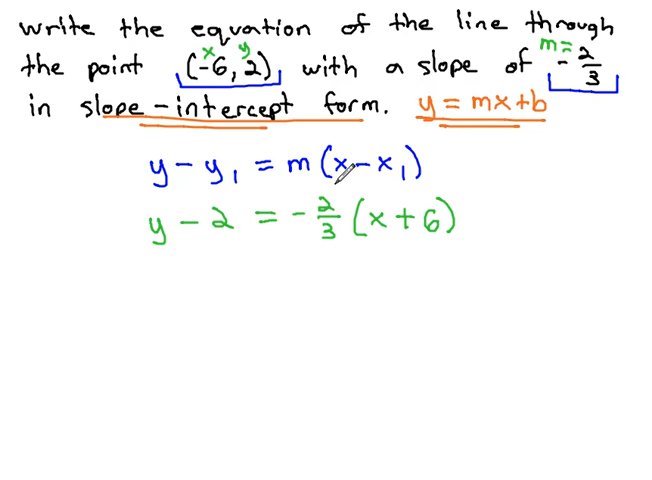 write the equation of the line through
x y m=
the point (-6, 2) with a slope of -2/3
in slope-intercept form. y = mx+b
y - y₁ = m (x - x₁)
y - 2 = -2/3 (x + 6)